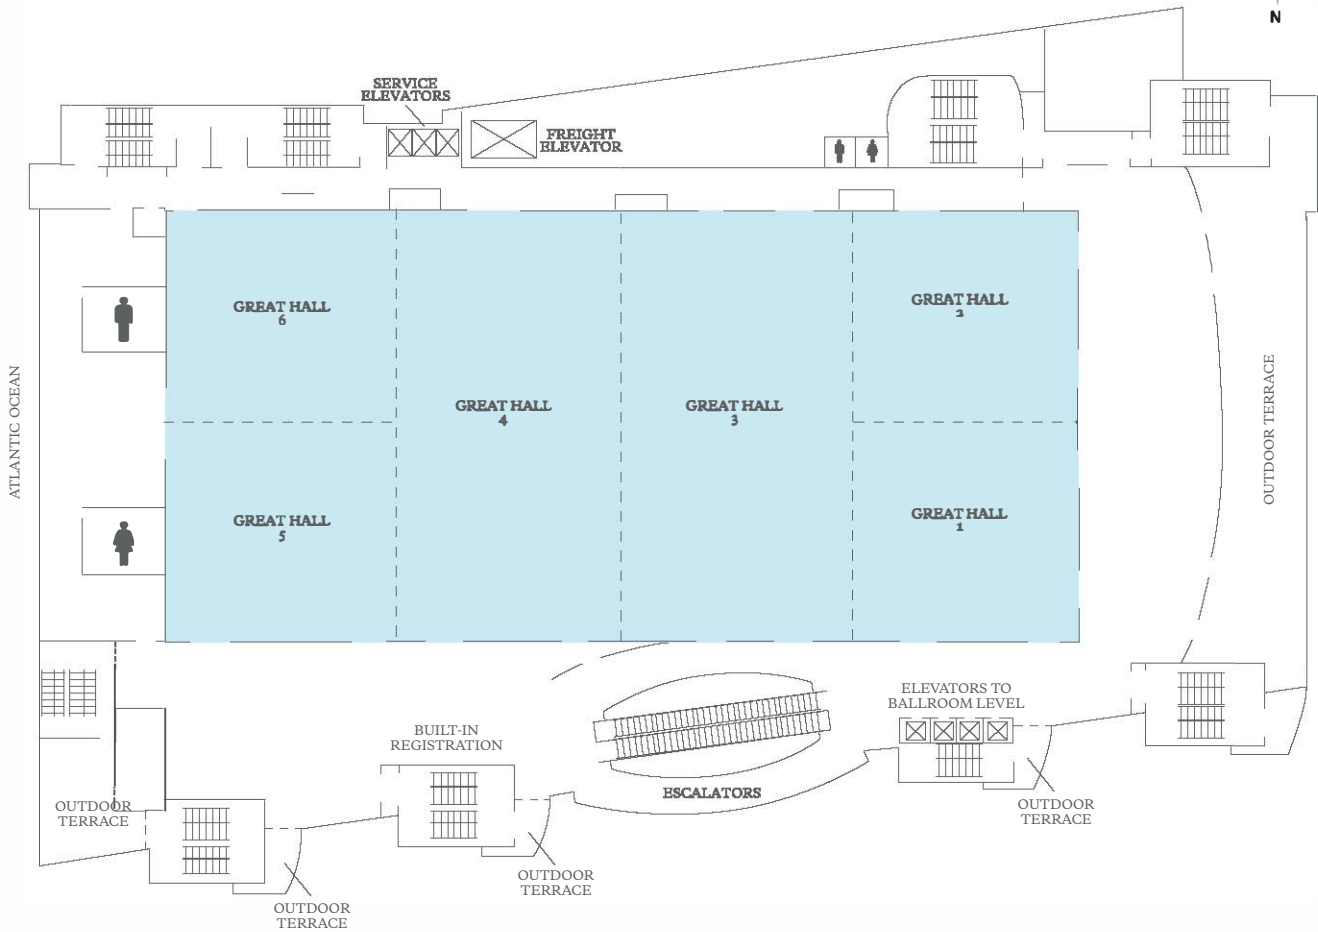 N
SERVICE
ELEVATORS
FREIGHT
ELEVATOR
GREAT HALL
6
GREAT HALL
2
GREAT HALL
4
GREAT HALL
3
GREAT HALL
5
GREAT HALL
1
ATLANTIC OCEAN
OUTDOOR TERRACE
ELEVATORS TO
BALLROOM LEVEL
BUILT-IN
REGISTRATION
ESCALATORS
OUTDOOR
TERRACE
OUTDOOR
TERRACE
OUTDOOR
TERRACE
OUTDOOR
TERRACE